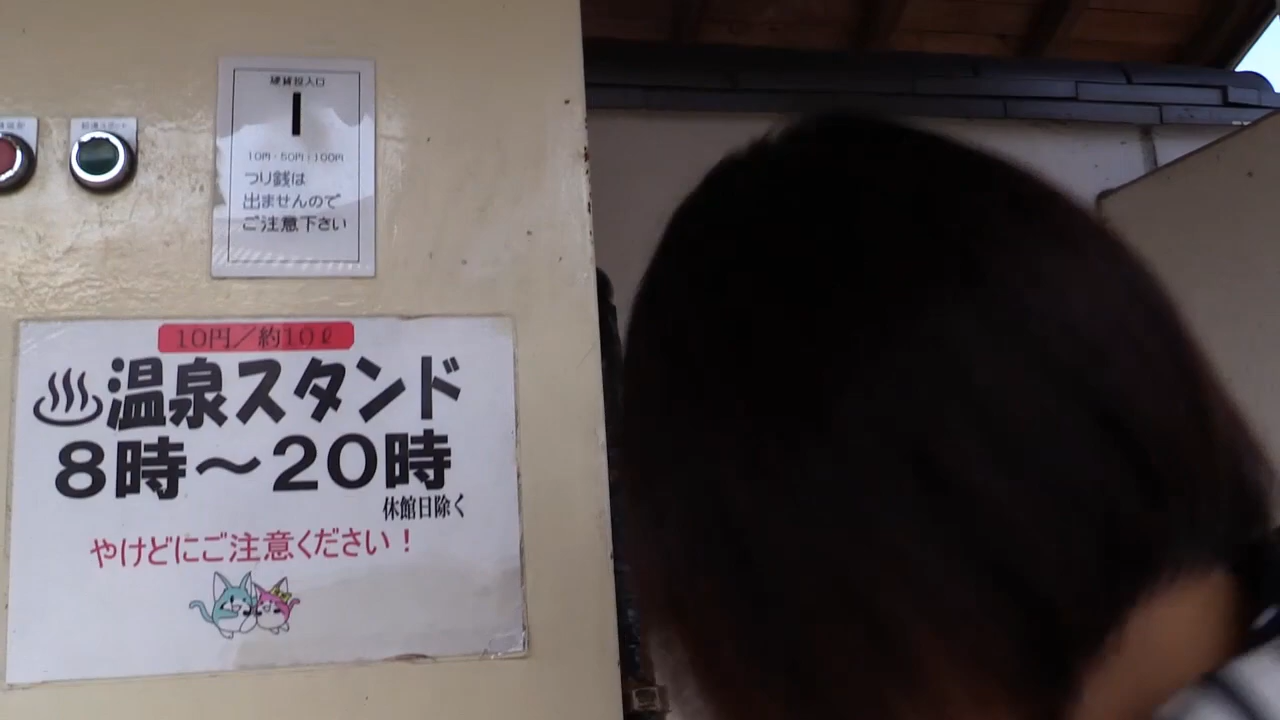 硬貨投入口
10円・50円・100円
つり銭は
出ませんので
ご注意下さい
10円／約10ℓ
温泉スタンド
8時～20時
休館日除く
やけどにご注意ください！